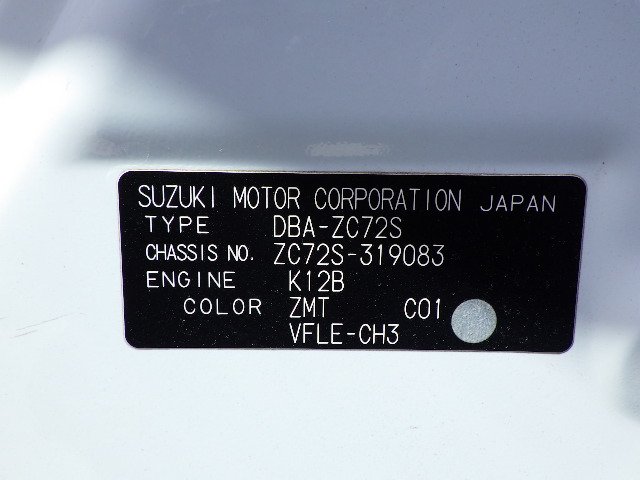 SUZUKI MOTOR CORPORATION JAPAN
TYPE DBA-ZC72S
CHASSIS NO. ZC72S-319083
ENGINE K12B
COLOR ZMT C01
VFLE-CH3